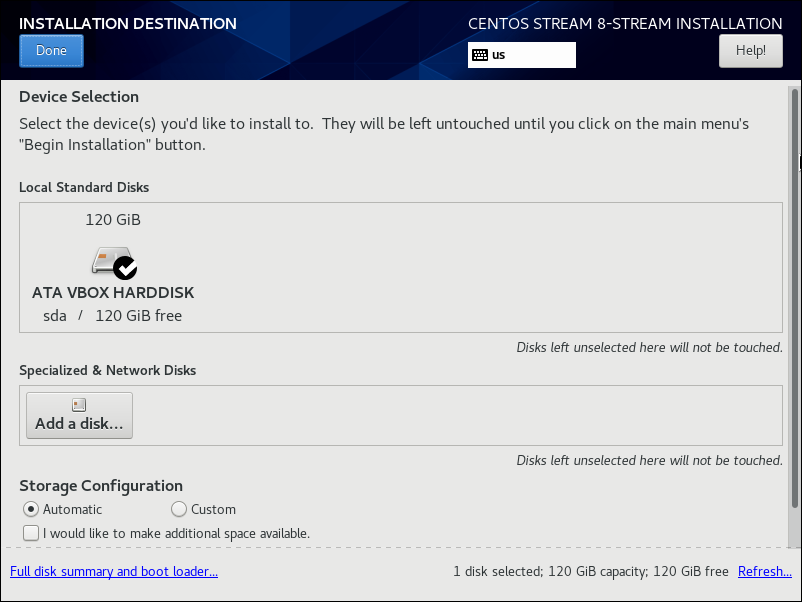 INSTALLATION DESTINATION
CENTOS STREAM 8-STREAM INSTALLATION
Done
us
Help!
Device Selection
Select the device(s) you'd like to install to.  They will be left untouched until you click on the main menu's
"Begin Installation" button.
Local Standard Disks
120 GiB
ATA VBOX HARDDISK
sda / 120 GiB free
Disks left unselected here will not be touched.
Specialized & Network Disks
Add a disk...
Disks left unselected here will not be touched.
Storage Configuration
Automatic Custom
I would like to make additional space available.
Full disk summary and boot loader... 1 disk selected; 120 GiB capacity; 120 GiB free Refresh...